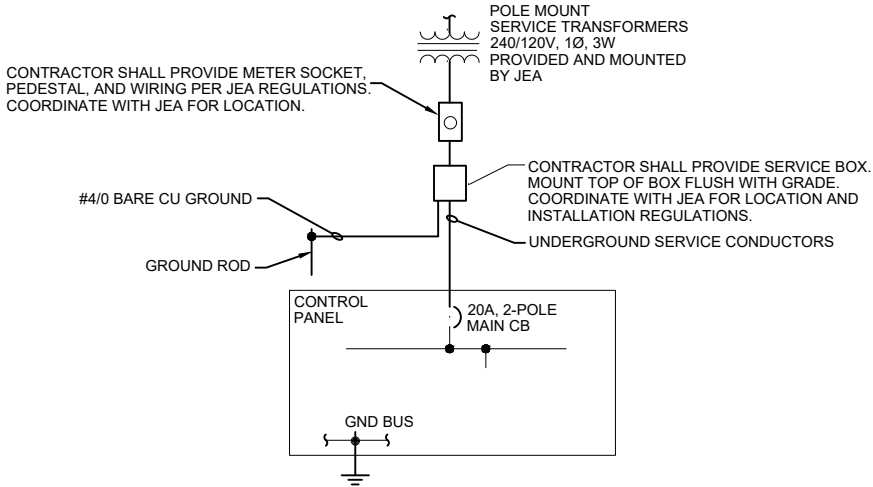 POLE MOUNT
SERVICE TRANSFORMERS
240/120V, 1Ø, 3W
PROVIDED AND MOUNTED
BY JEA
CONTRACTOR SHALL PROVIDE METER SOCKET,
PEDESTAL, AND WIRING PER JEA REGULATIONS.
COORDINATE WITH JEA FOR LOCATION.
CONTRACTOR SHALL PROVIDE SERVICE BOX.
MOUNT TOP OF BOX FLUSH WITH GRADE.
COORDINATE WITH JEA FOR LOCATION AND
INSTALLATION REGULATIONS.
#4/0 BARE CU GROUND
UNDERGROUND SERVICE CONDUCTORS
GROUND ROD
CONTROL
PANEL
20A, 2-POLE
MAIN CB
GND BUS